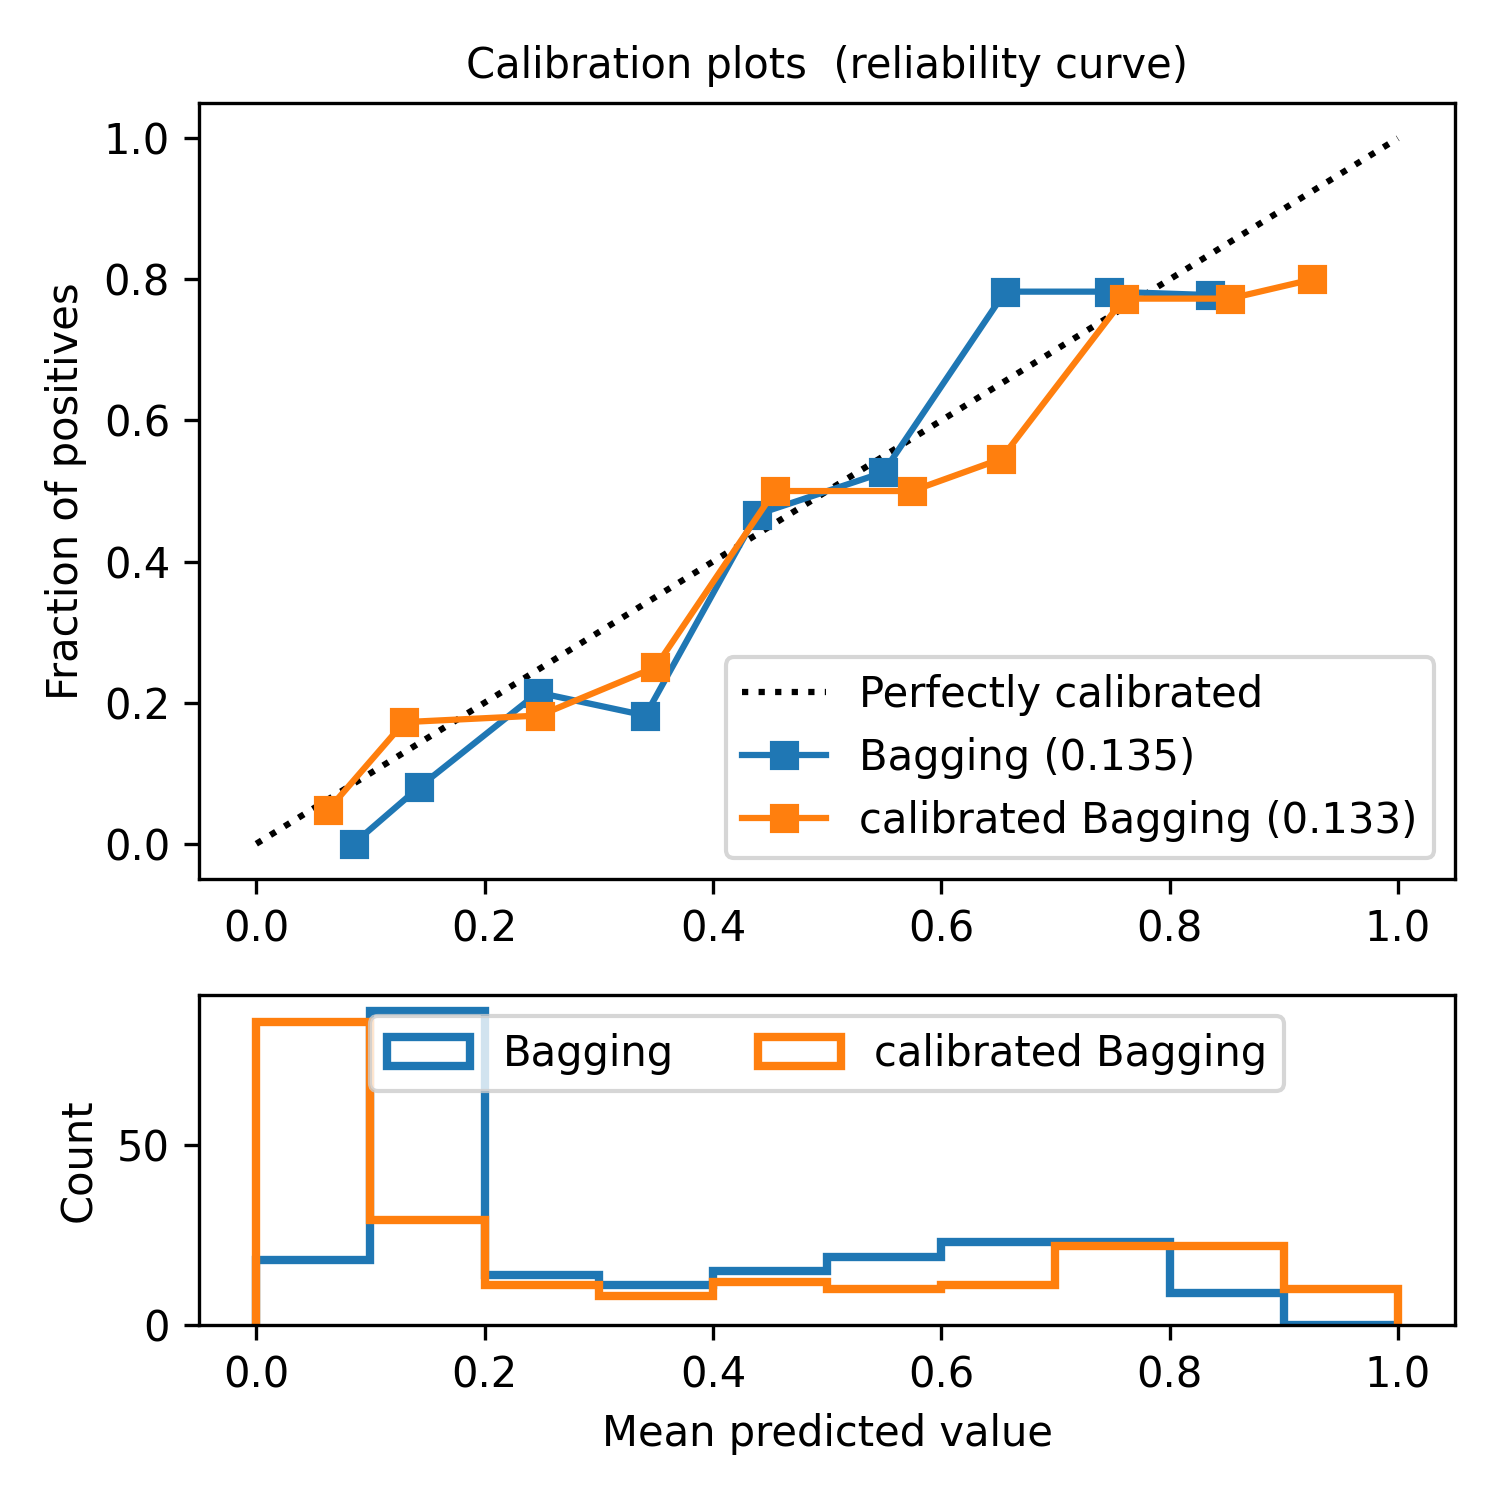 Calibration plots  (reliability curve)
Fraction of positives
1.0
0.8
0.6
0.4
0.2
0.0
Perfectly calibrated
Bagging (0.135)
calibrated Bagging (0.133)
0.0 0.2 0.4 0.6 0.8 1.0
Bagging calibrated Bagging
Count
50
0
0.0 0.2 0.4 0.6 0.8 1.0
Mean predicted value